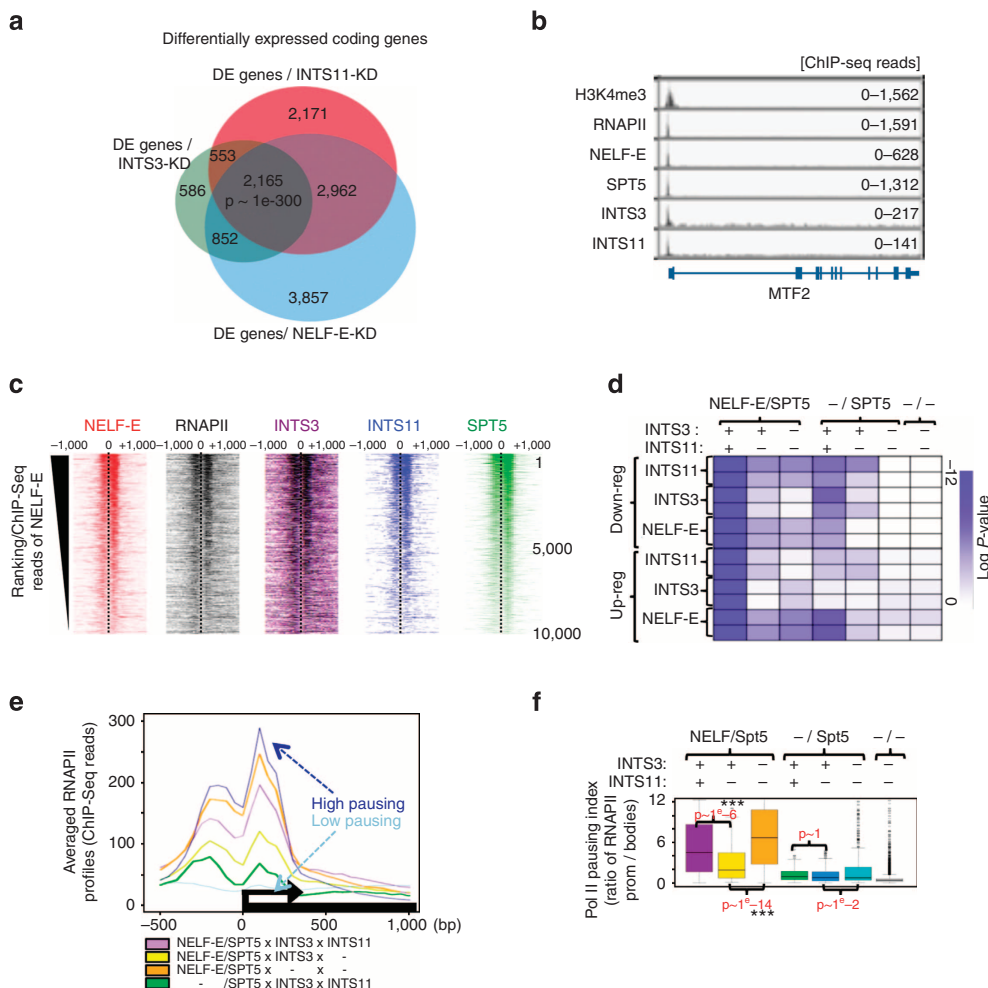 a
Differentially expressed coding genes
DE genes / INTS11-KD
2,171
DE genes /
INTS3-KD
553
586
2,165
p ~ 1e-300
2,962
852
3,857
DE genes/ NELF-E-KD
b
[ChIP-seq reads]
H3K4me3 0–1,562
RNAPII 0–1,591
NELF-E 0–628
SPT5 0–1,312
INTS3 0–217
INTS11 0–141
MTF2
c
NELF-E RNAPII INTS3 INTS11 SPT5
−1,000 0 +1,000 −1,000 0 +1,000 −1,000 0 +1,000 −1,000 0 +1,000 −1,000 0 +1,000
Ranking/ChIP-Seq
reads of NELF-E
1
5,000
10,000
d
NELF-E/SPT5 – / SPT5 – / –
INTS3 : + + – + + – –
INTS11: + – – + – – –
Down-reg
INTS11
INTS3
NELF-E
Up-reg
INTS11
INTS3
NELF-E
–12
0
Log P-value
e
Averaged RNAPII
profiles (ChIP-Seq reads)
300
200
100
0
High pausing
Low pausing
−500 0 500 1,000 (bp)
NELF-E/SPT5 x INTS3 x INTS11
NELF-E/SPT5 x INTS3 x -
NELF-E/SPT5 x - x -
- /SPT5 x INTS3 x INTS11
f
NELF/Spt5 – / Spt5 – / –
INTS3: + + – + + – –
INTS11: + – – + – – –
Pol II pausing index
(ratio of RNAPII
prom / bodies)
12
6
0
***
p~1e–6
p~1
p~1e–14
***
p~1e–2